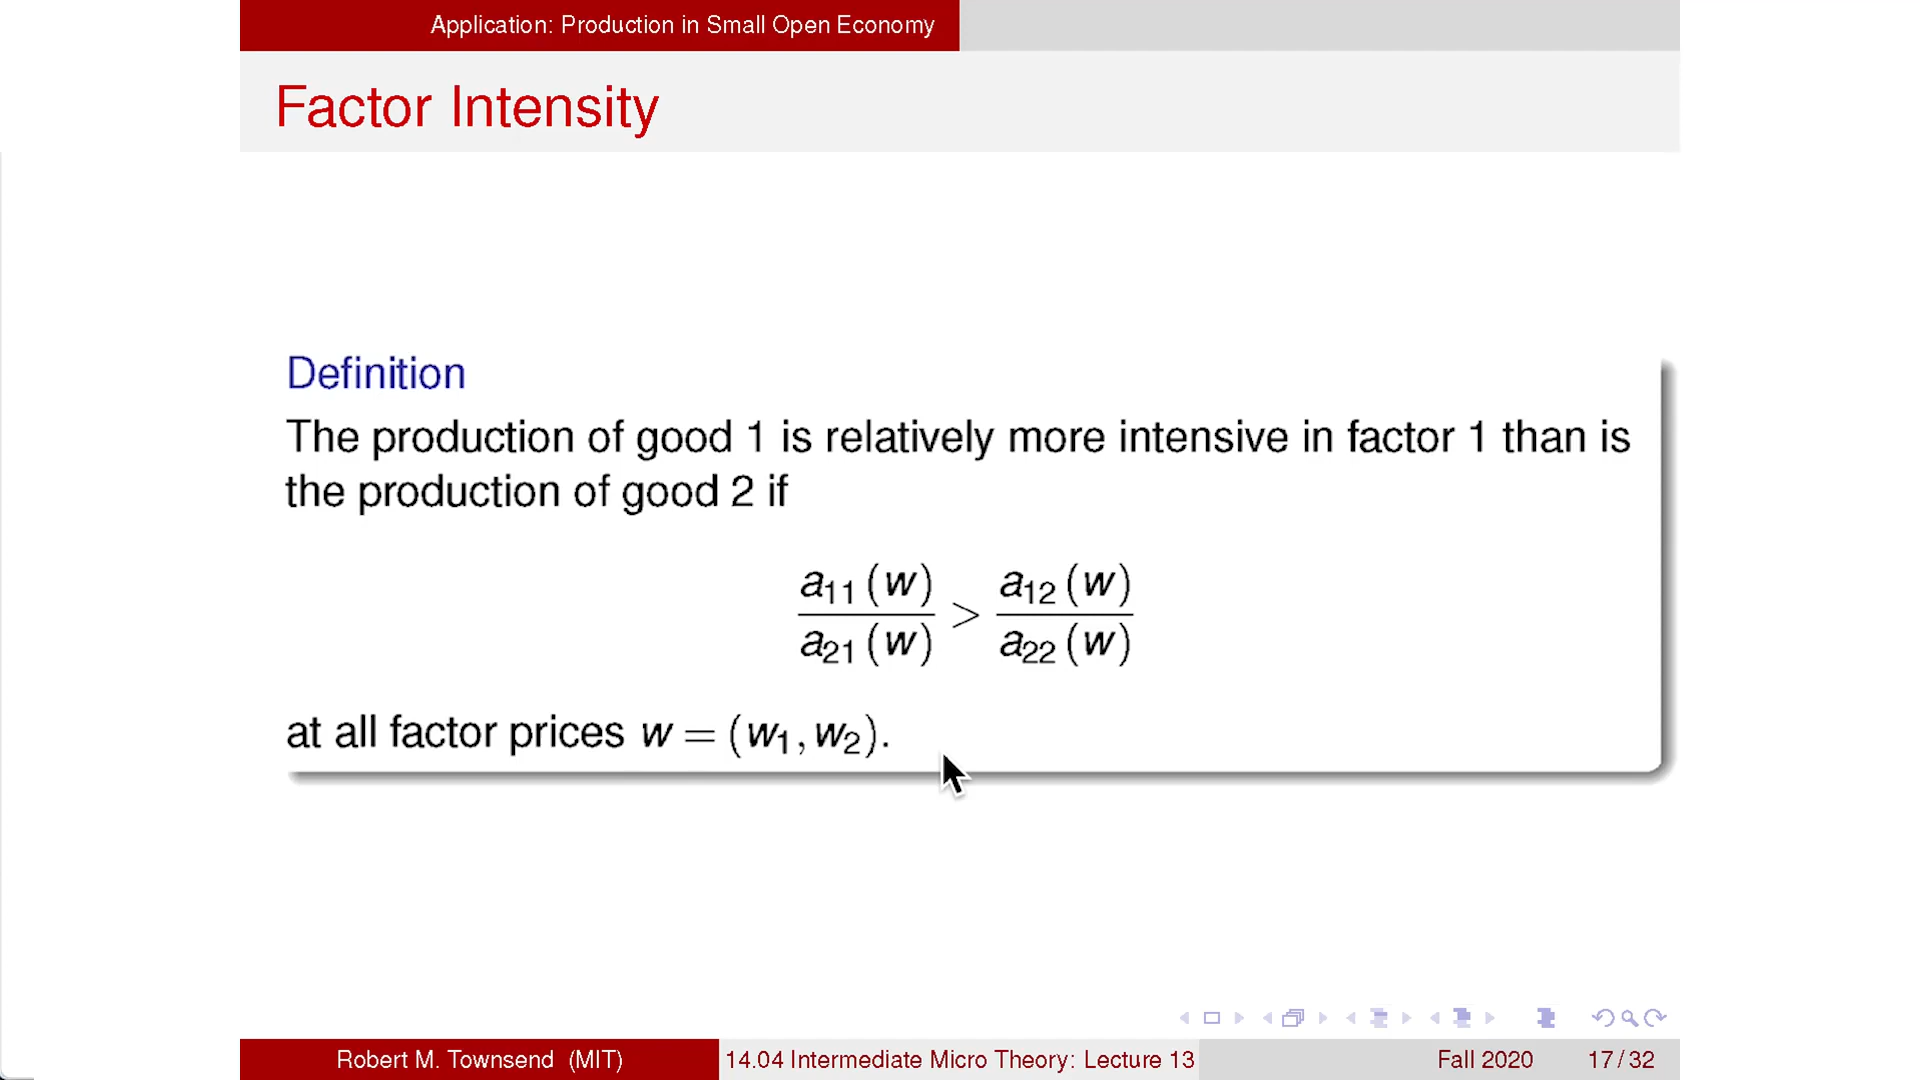 Application: Production in Small Open Economy
Factor Intensity
Definition
The production of good 1 is relatively more intensive in factor 1 than is
the production of good 2 if
a₁₁(w) / a₂₁(w) > a₁₂(w) / a₂₂(w)
at all factor prices w = (w₁, w₂).
Robert M. Townsend (MIT) 14.04 Intermediate Micro Theory: Lecture 13 Fall 2020 17/32